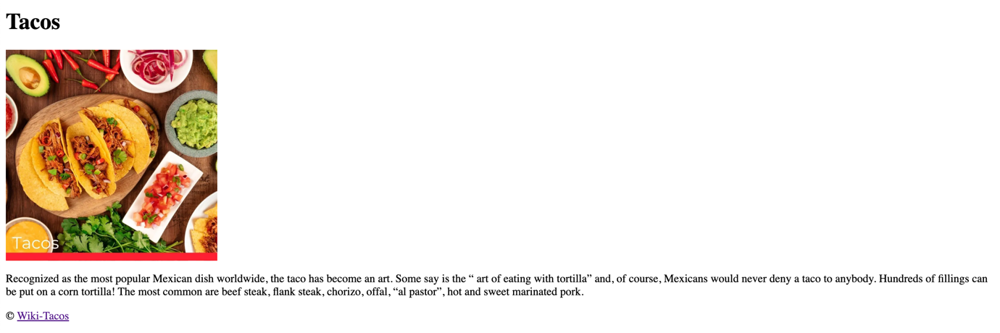 Tacos
Tacos
Recognized as the most popular Mexican dish worldwide, the taco has become an art. Some say is the “ art of eating with tortilla” and, of course, Mexicans would never deny a taco to anybody. Hundreds of fillings can
be put on a corn tortilla! The most common are beef steak, flank steak, chorizo, offal, “al pastor”, hot and sweet marinated pork.
© Wiki-Tacos